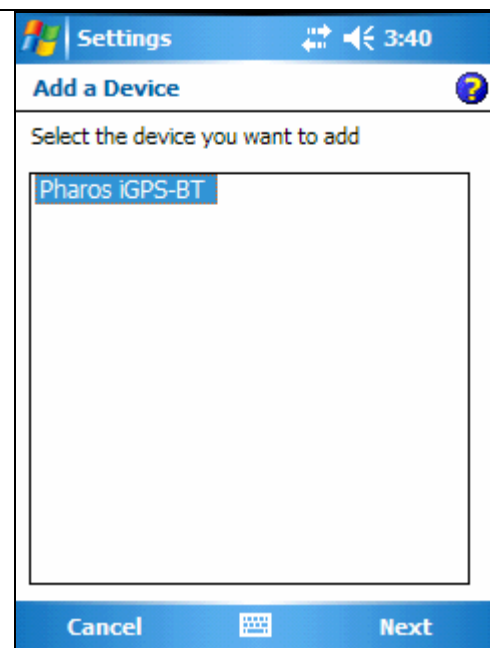 Settings 3:40
Add a Device
Select the device you want to add
Pharos iGPS-BT
Cancel Next